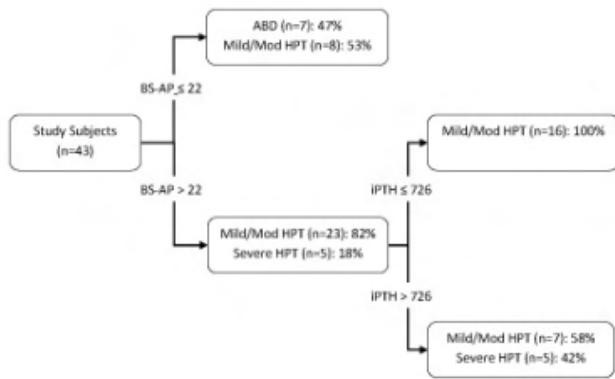 ABD (n=7): 47%
Mild/Mod HPT (n=8): 53%
BS-AP ≤ 22
Study Subjects
(n=43)
Mild/Mod HPT (n=16): 100%
BS-AP > 22
iPTH ≤ 726
Mild/Mod HPT (n=23): 82%
Severe HPT (n=5): 18%
iPTH > 726
Mild/Mod HPT (n=7): 58%
Severe HPT (n=5): 42%